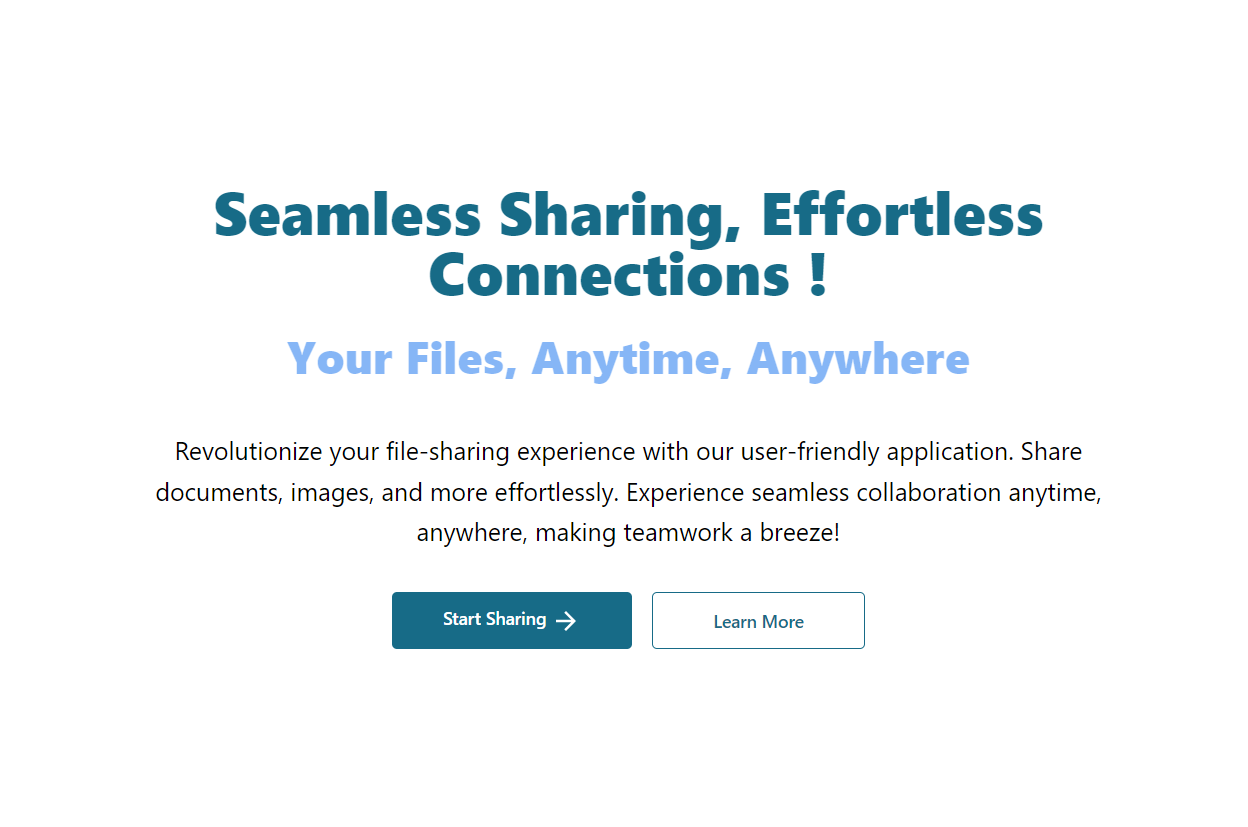 Seamless Sharing, Effortless
Connections !
Your Files, Anytime, Anywhere
Revolutionize your file-sharing experience with our user-friendly application. Share
documents, images, and more effortlessly. Experience seamless collaboration anytime,
anywhere, making teamwork a breeze!
Start Sharing →
Learn More